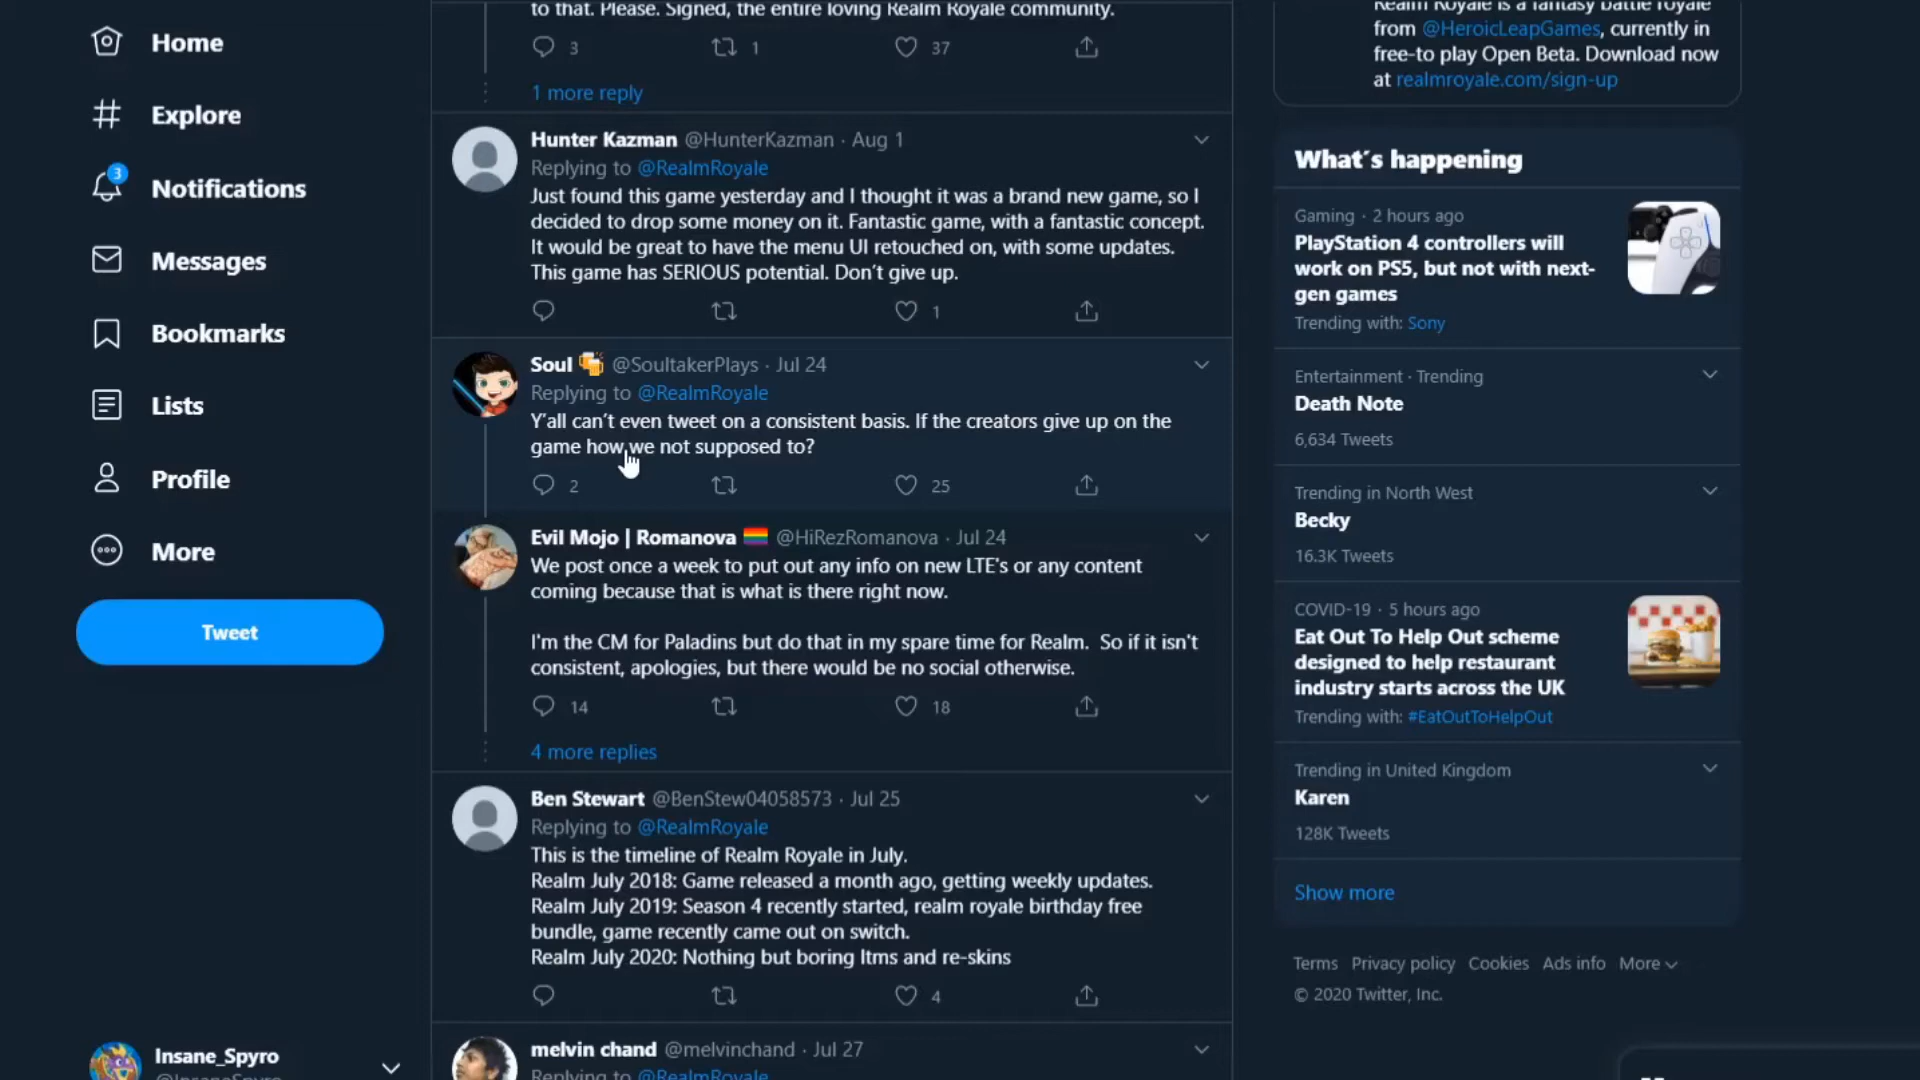 Home
Explore
3
Notifications
Messages
Bookmarks
Lists
Profile
More
Tweet
Insane_Spyro
to that. Please. Signed, the entire loving Realm Royale community.
3 1 37
1 more reply
Hunter Kazman @HunterKazman · Aug 1
Replying to @RealmRoyale
Just found this game yesterday and I thought it was a brand new game, so I
decided to drop some money on it. Fantastic game, with a fantastic concept.
It would be great to have the menu UI retouched on, with some updates.
This game has SERIOUS potential. Don't give up.
1
Soul @SoultakerPlays · Jul 24
Replying to @RealmRoyale
Y'all can't even tweet on a consistent basis. If the creators give up on the
game how we not supposed to?
2 25
Evil Mojo | Romanova @HiRezRomanova · Jul 24
We post once a week to put out any info on new LTE's or any content
coming because that is what is there right now.
I'm the CM for Paladins but do that in my spare time for Realm. So if it isn't
consistent, apologies, but there would be no social otherwise.
14 18
4 more replies
Ben Stewart @BenStew04058573 · Jul 25
Replying to @RealmRoyale
This is the timeline of Realm Royale in July.
Realm July 2018: Game released a month ago, getting weekly updates.
Realm July 2019: Season 4 recently started, realm royale birthday free
bundle, game recently came out on switch.
Realm July 2020: Nothing but boring ltms and re-skins
4
melvin chand @melvinchand · Jul 27
Replying to @RealmRoyale
Realm Royale is a fantasy battle royale
from @HeroicLeapGames, currently in
free-to play Open Beta. Download now
at realmroyale.com/sign-up
What's happening
Gaming · 2 hours ago
PlayStation 4 controllers will
work on PS5, but not with next-
gen games
Trending with: Sony
Entertainment · Trending
Death Note
6,634 Tweets
Trending in North West
Becky
16.3K Tweets
COVID-19 · 5 hours ago
Eat Out To Help Out scheme
designed to help restaurant
industry starts across the UK
Trending with: #EatOutToHelpOut
Trending in United Kingdom
Karen
128K Tweets
Show more
Terms Privacy policy Cookies Ads info More
© 2020 Twitter, Inc.